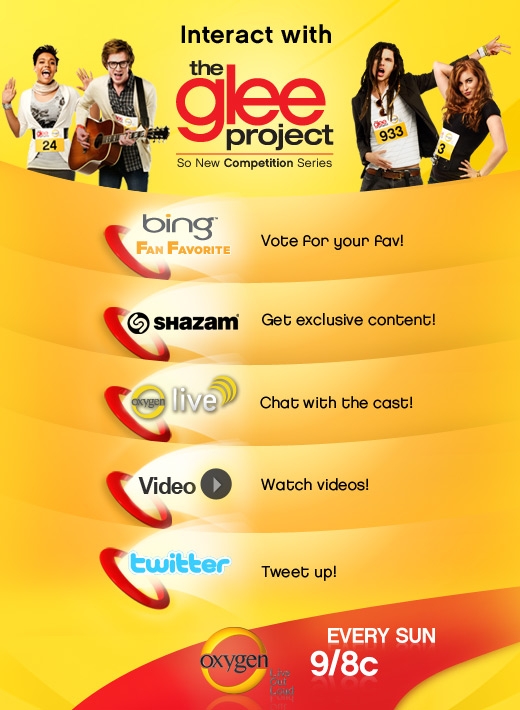 Interact with
the
glee
project
So New Competition Series
24
933
3
bing™
FAN FAVORITE
Vote for your fav!
SHAZAM
Get exclusive content!
oxygen live
Chat with the cast!
Video
Watch videos!
twitter
Tweet up!
EVERY SUN
9/8c
oxygen
Live
Out
Loud